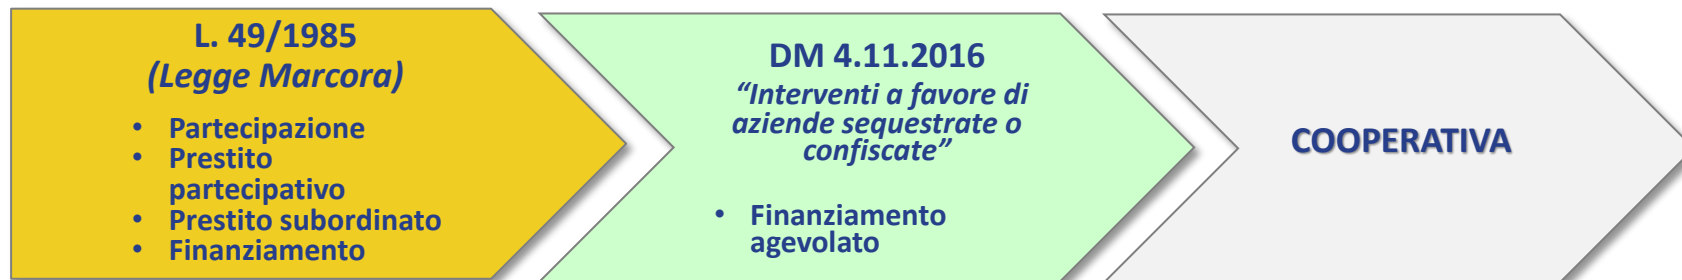 L. 49/1985
(Legge Marcora)
• Partecipazione
• Prestito
partecipativo
• Prestito subordinato
• Finanziamento
DM 4.11.2016
“Interventi a favore di
aziende sequestrate o
confiscate”
• Finanziamento
agevolato
COOPERATIVA